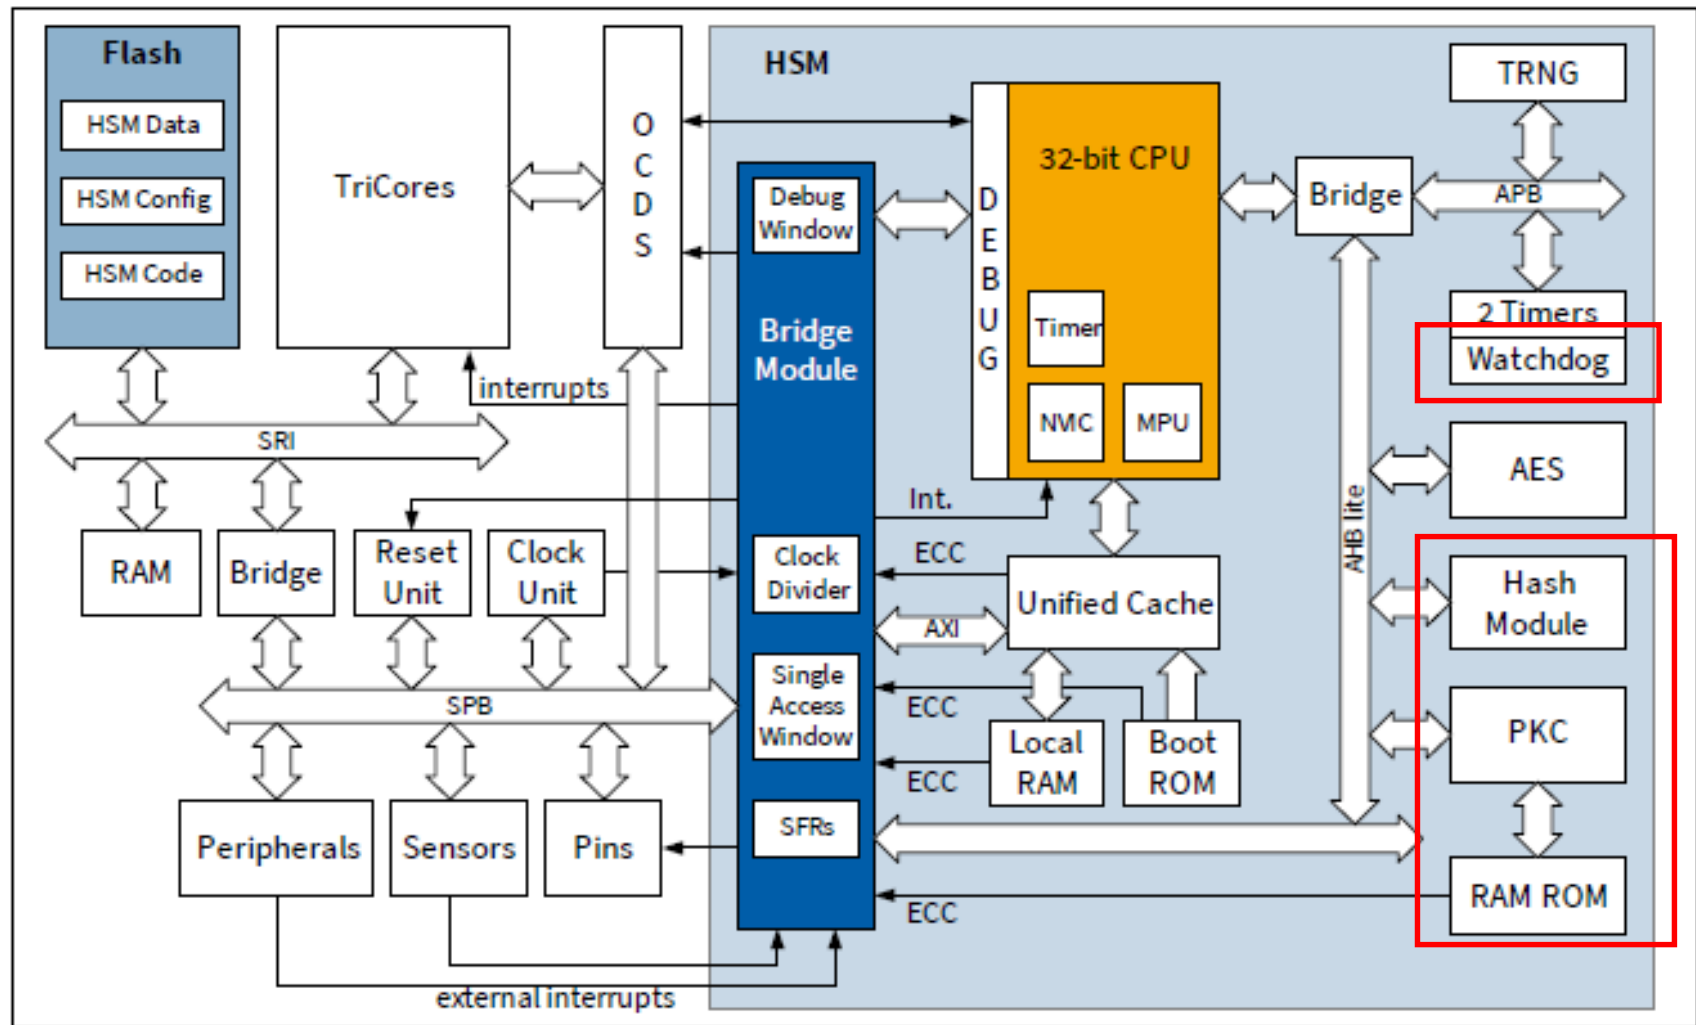 Flash
HSM Data
HSM Config
HSM Code
TriCores
O
C
D
S
HSM
TRNG
APB
Bridge
2 Timers
Watchdog
32-bit CPU
D
E
B
U
G
Timer
NVIC
MPU
Debug
Window
Bridge
Module
interrupts
SRI
Int.
AHB lite
AES
RAM
Bridge
Reset
Unit
Clock
Unit
Clock
Divider
ECC
AXI
Unified Cache
Hash
Module
SPB
Single
Access
Window
ECC
ECC
Local
RAM
Boot
ROM
PKC
Peripherals
Sensors
Pins
SFRs
RAM ROM
ECC
external interrupts